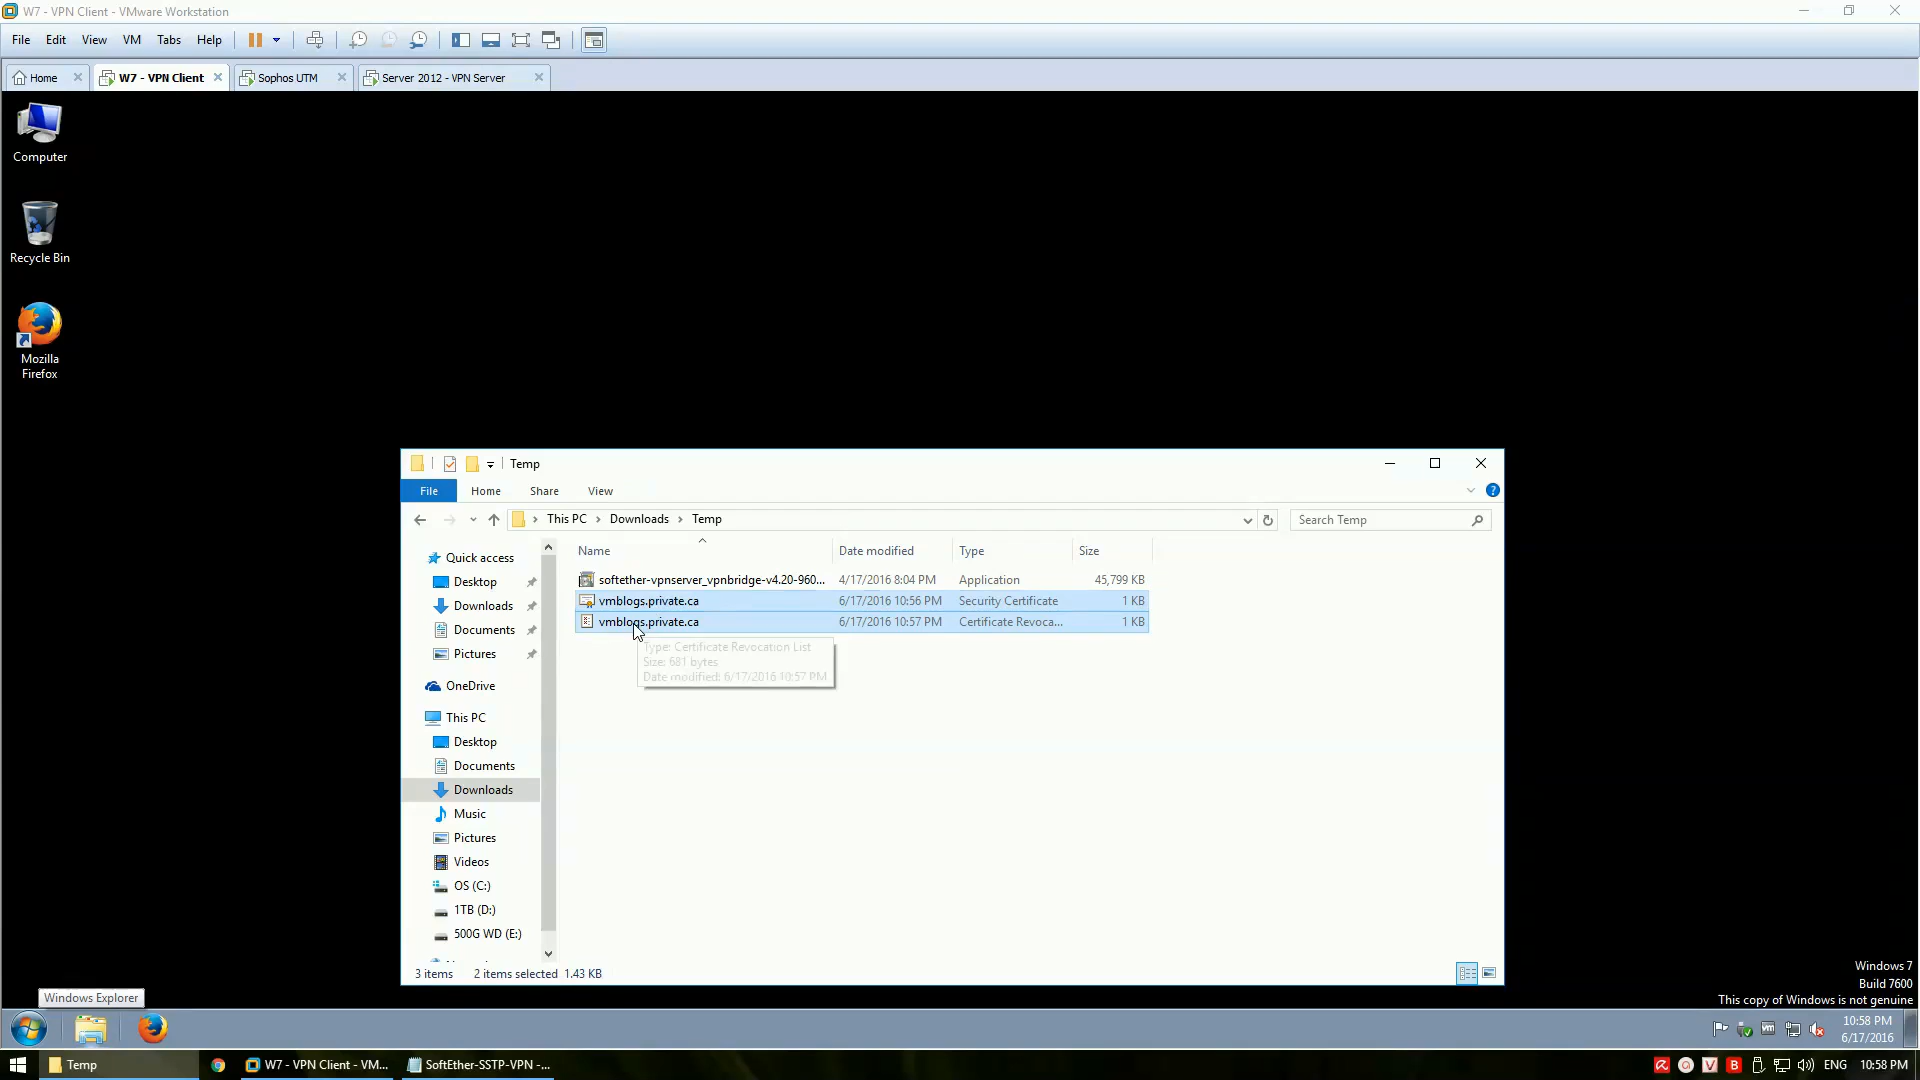 W7 - VPN Client - VMware Workstation
File Edit View VM Tabs Help
Home W7 - VPN Client Sophos UTM Server 2012 - VPN Server
Computer
Recycle Bin
Mozilla
Firefox
Temp
File Home Share View
This PC Downloads Temp
Search Temp
Name Date modified Type Size
softether-vpnserver_vpnbridge-v4.20-960... 4/17/2016 8:04 PM Application 45,799 KB
vmblogs.private.ca 6/17/2016 10:56 PM Security Certificate 1 KB
vmblogs.private.ca 6/17/2016 10:57 PM Certificate Revoca... 1 KB
Type: Certificate Revocation List
Size: 681 bytes
Date modified: 6/17/2016 10:57 PM
Quick access
Desktop
Downloads
Documents
Pictures
OneDrive
This PC
Desktop
Documents
Downloads
Music
Pictures
Videos
OS (C:)
1TB (D:)
500G WD (E:)
3 items 2 items selected 1.43 KB
Windows 7
Build 7600
This copy of Windows is not genuine
Windows Explorer
10:58 PM
6/17/2016
Temp W7 - VPN Client - VM... SoftEther-SSTP-VPN -...
ENG 10:58 PM